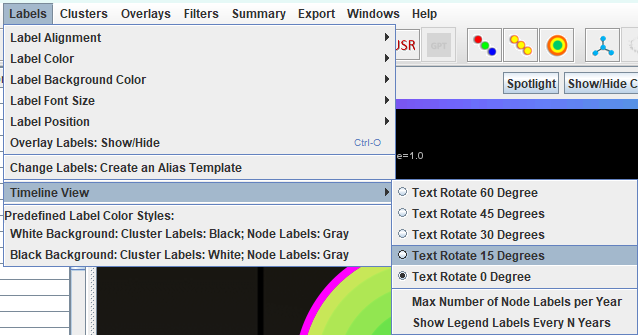 Labels Clusters Overlays Filters Summary Export Windows Help
Label Alignment
Label Color
Label Background Color
Label Font Size
Label Position
Overlay Labels: Show/Hide Ctrl-O
Change Labels: Create an Alias Template
Timeline View
Predefined Label Color Styles:
White Background: Cluster Labels: Black; Node Labels: Gray
Black Background: Cluster Labels: White; Node Labels: Gray
USR GPT
Spotlight Show/Hide C
e=1.0
Text Rotate 60 Degree
Text Rotate 45 Degrees
Text Rotate 30 Degrees
Text Rotate 15 Degrees
Text Rotate 0 Degree
Max Number of Node Labels per Year
Show Legend Labels Every N Years